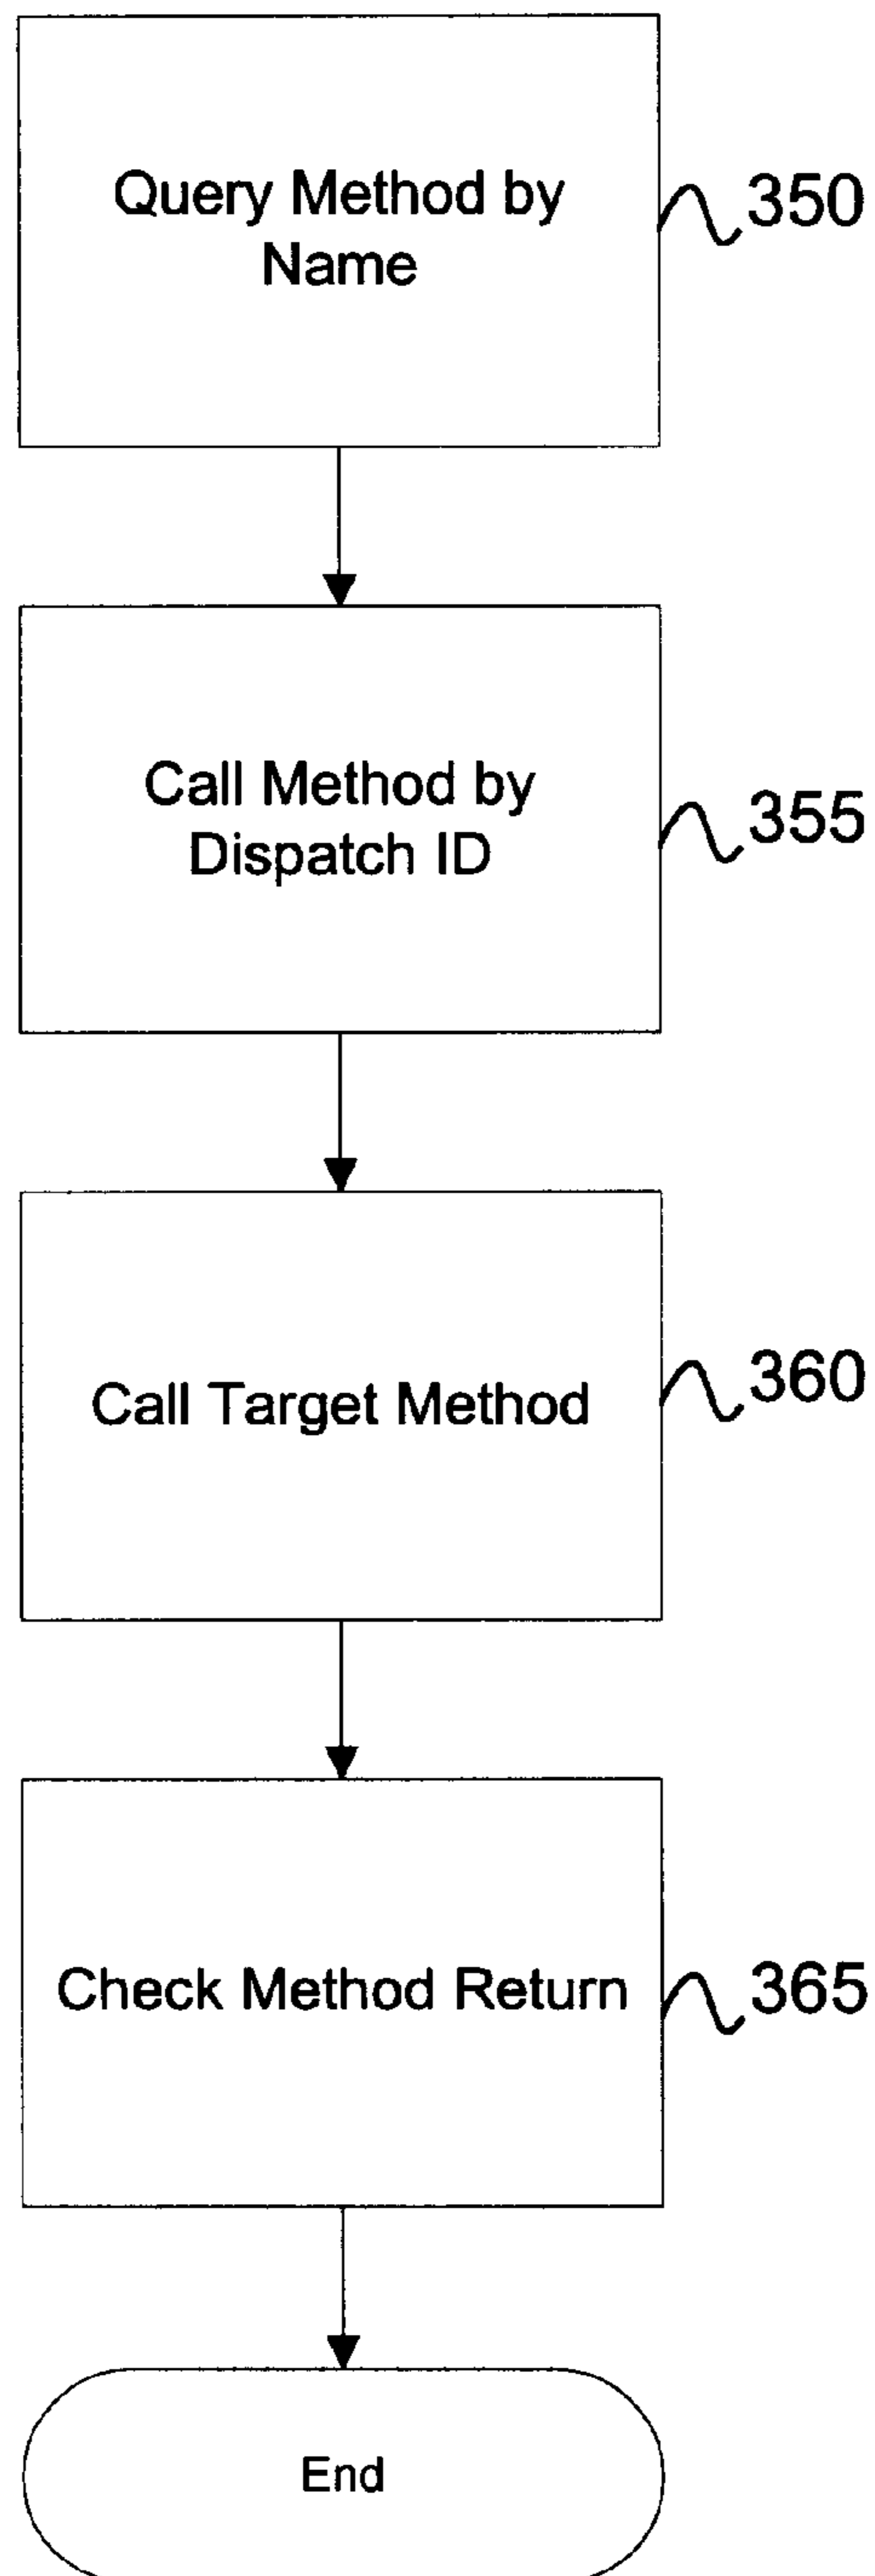 Query Method by
Name
350
Call Method by
Dispatch ID
355
Call Target Method
360
Check Method Return
365
End